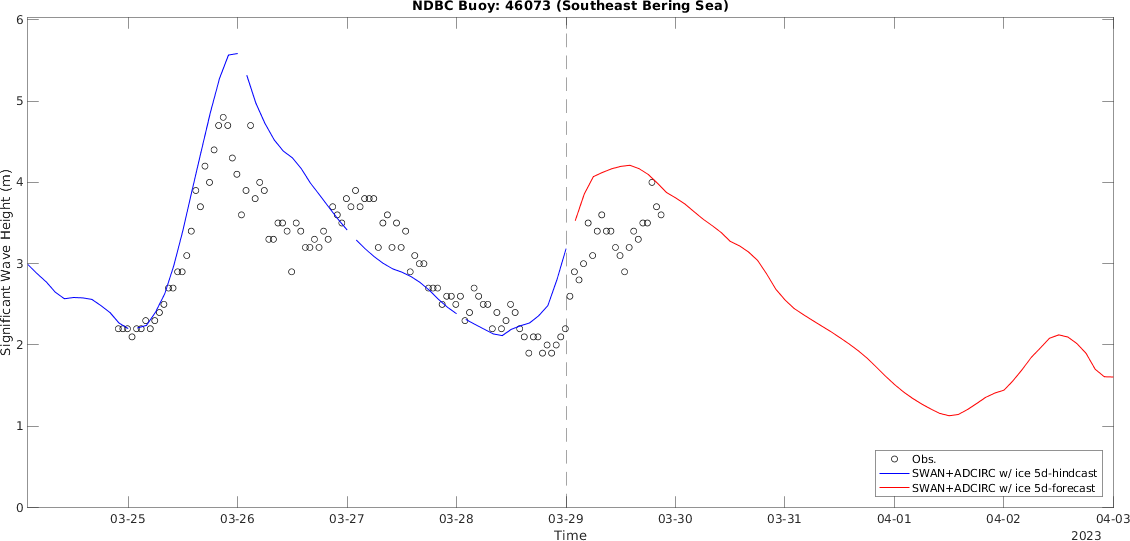 NDBC Buoy: 46073 (Southeast Bering Sea)
6
5
4
3
2
1
0
Significant Wave Height (m)
Obs.
SWAN+ADCIRC w/ ice 5d-hindcast
SWAN+ADCIRC w/ ice 5d-forecast
03-25 03-26 03-27 03-28 03-29 03-30 03-31 04-01 04-02 04-03
Time
2023